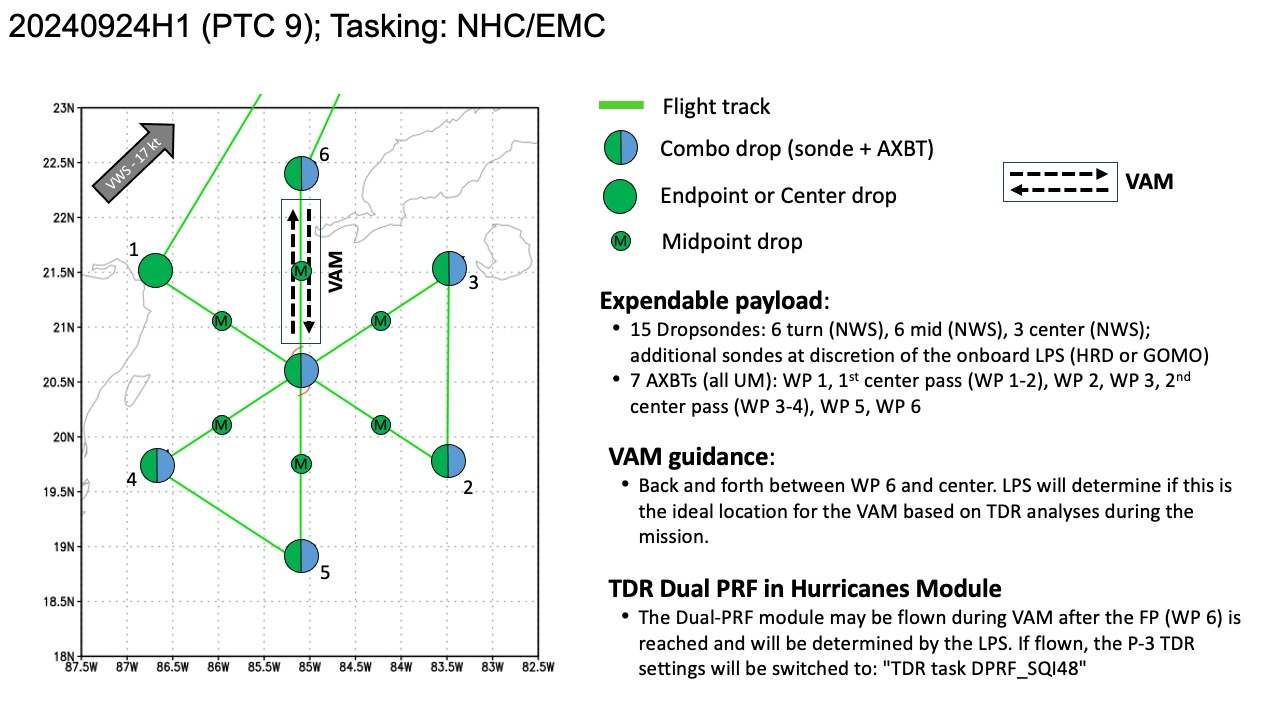 20240924H1 (PTC 9); Tasking: NHC/EMC
23N
22.5N
22N
21.5N
21N
20.5N
20N
19.5N
19N
18.5N
18N
87.5W 87W 86.5W 86W 85.5W 85W 84.5W 84W 83.5W 83W 82.5W
VWS - 17 kt
6
1
M
VAM
3
M
M
M
M
M
4
2
5
Flight track
Combo drop (sonde + AXBT)
Endpoint or Center drop
M Midpoint drop
VAM
Expendable payload:
• 15 Dropsondes: 6 turn (NWS), 6 mid (NWS), 3 center (NWS);
additional sondes at discretion of the onboard LPS (HRD or GOMO)
• 7 AXBTs (all UM): WP 1, 1st center pass (WP 1-2), WP 2, WP 3, 2nd
center pass (WP 3-4), WP 5, WP 6
VAM guidance:
• Back and forth between WP 6 and center. LPS will determine if this is
the ideal location for the VAM based on TDR analyses during the
mission.
TDR Dual PRF in Hurricanes Module
• The Dual-PRF module may be flown during VAM after the FP (WP 6) is
reached and will be determined by the LPS. If flown, the P-3 TDR
settings will be switched to: "TDR task DPRF_SQI48"